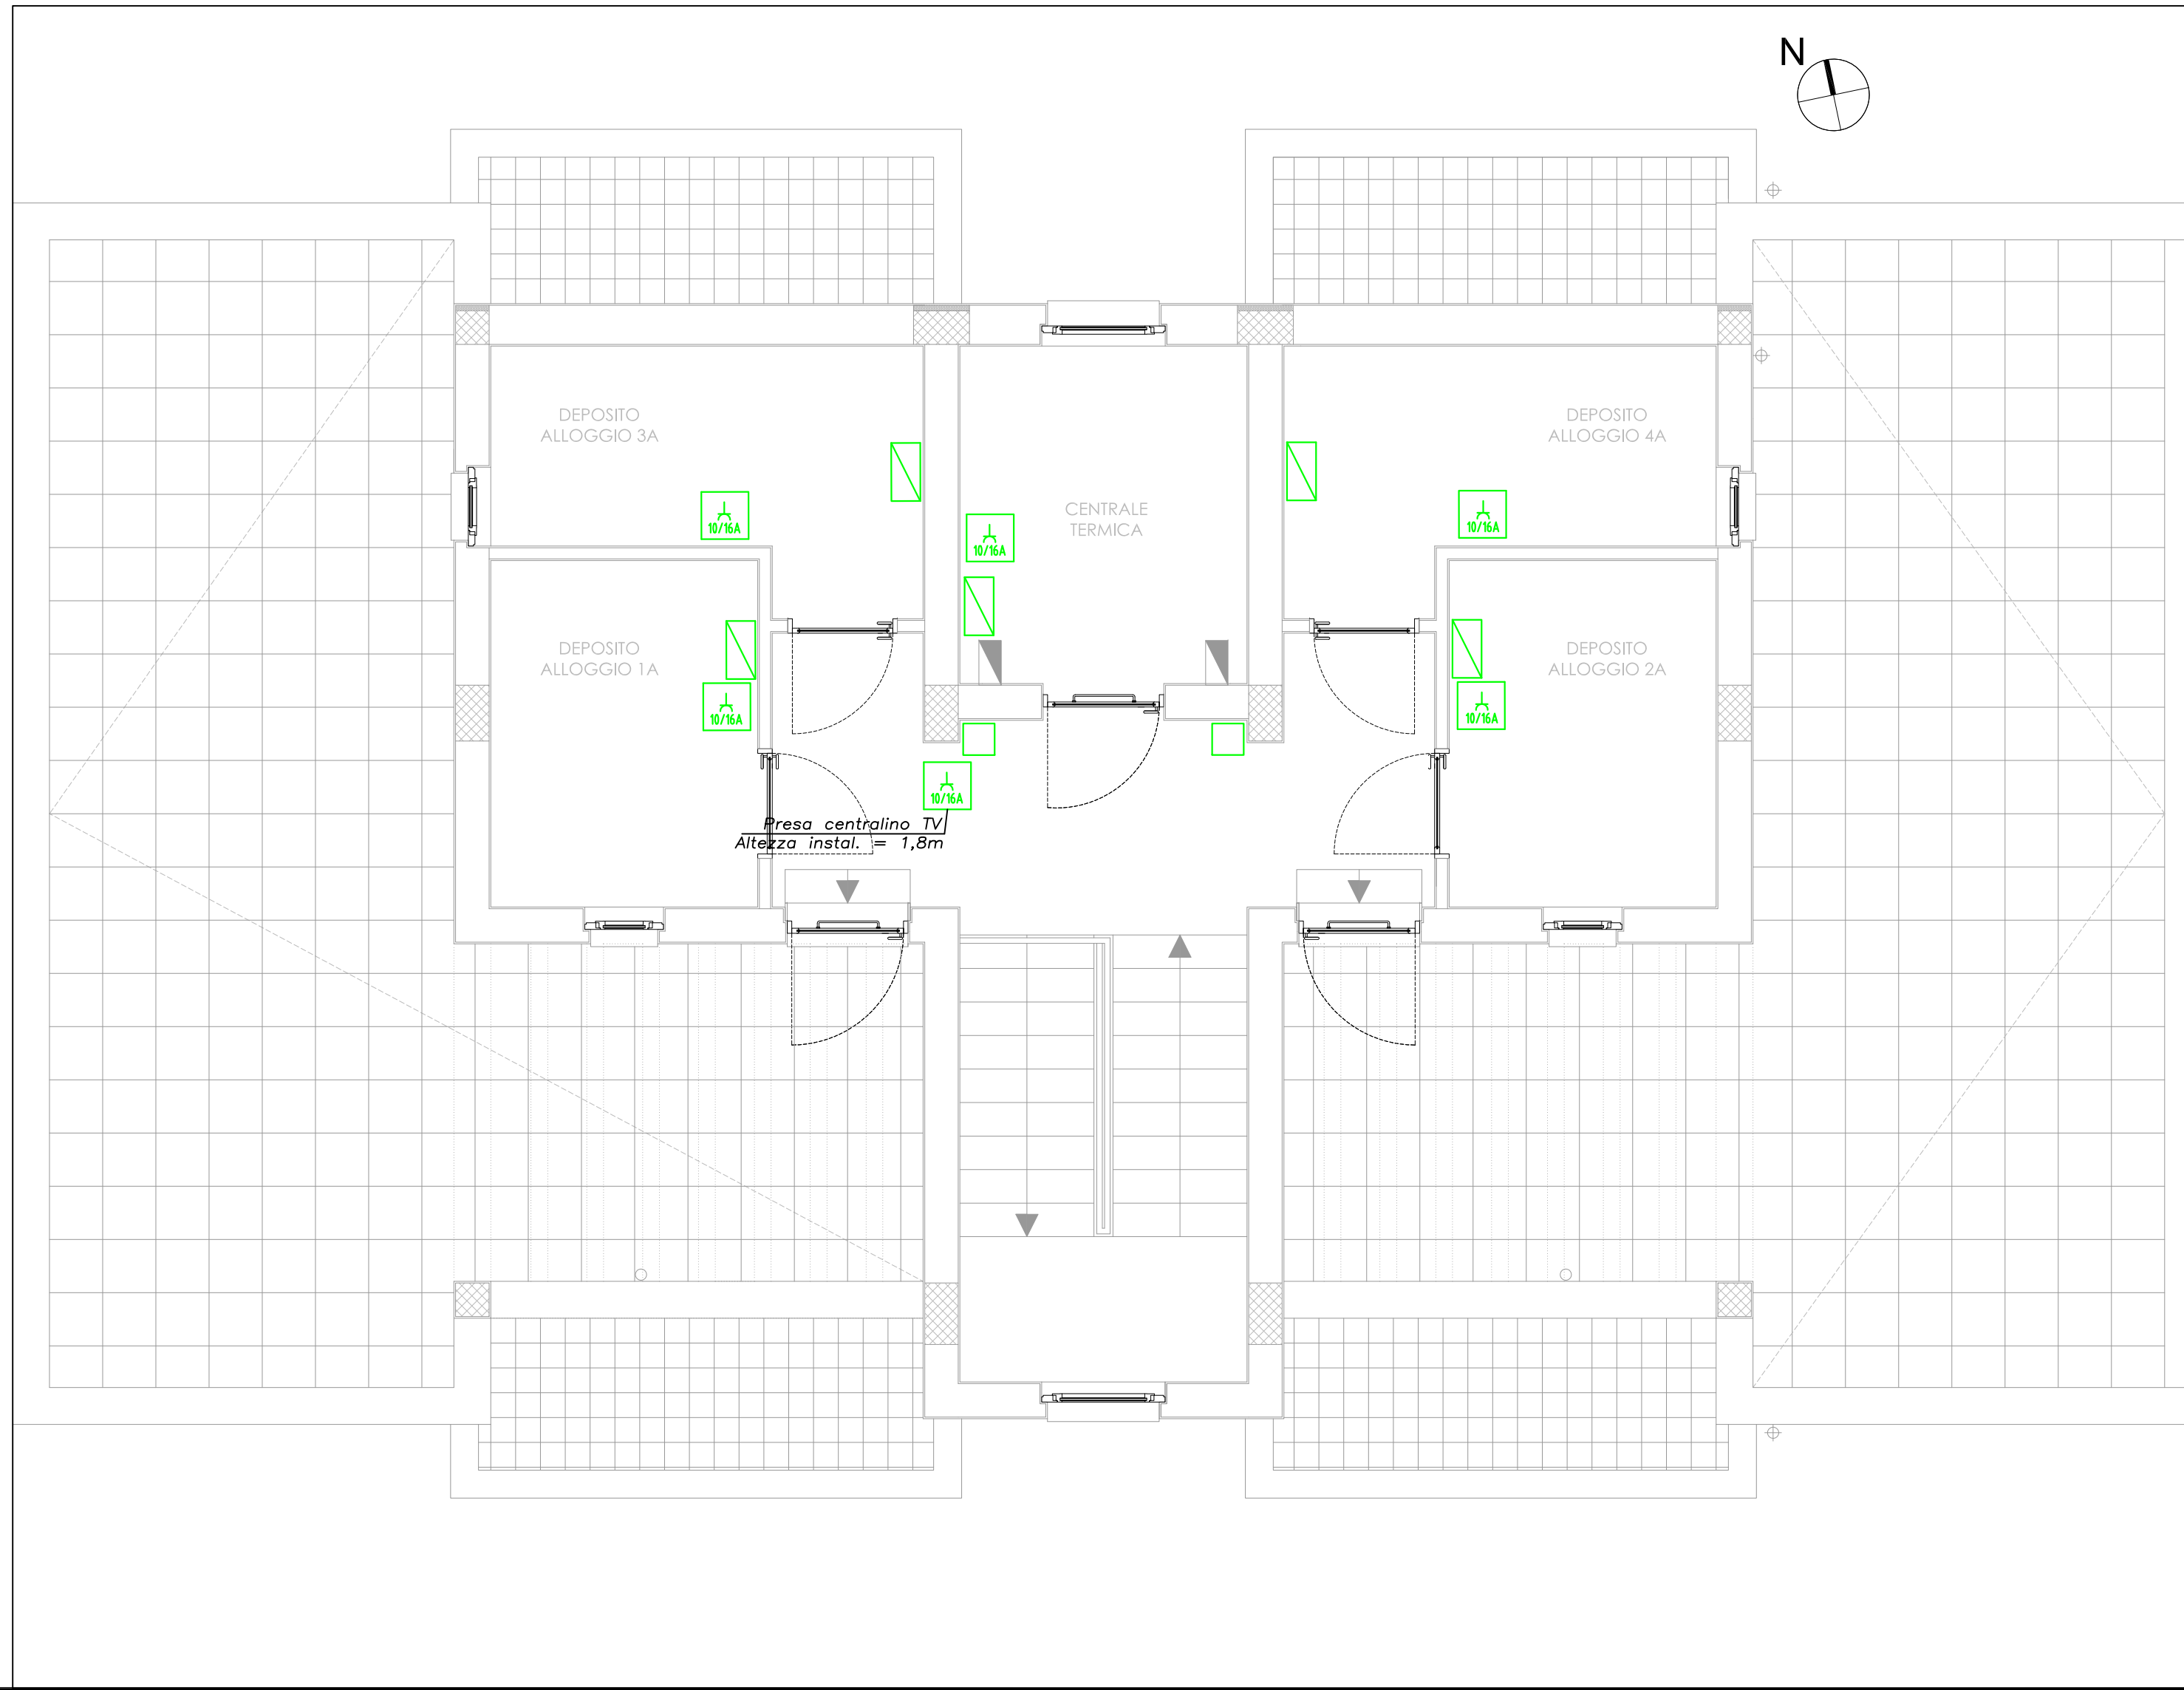 N
DEPOSITO
ALLOGGIO 3A
DEPOSITO
ALLOGGIO 4A
10/16A
10/16A
CENTRALE
TERMICA
10/16A
DEPOSITO
ALLOGGIO 1A
DEPOSITO
ALLOGGIO 2A
10/16A
10/16A
10/16A
Presa centralino TV
Altezza instal. = 1,8m